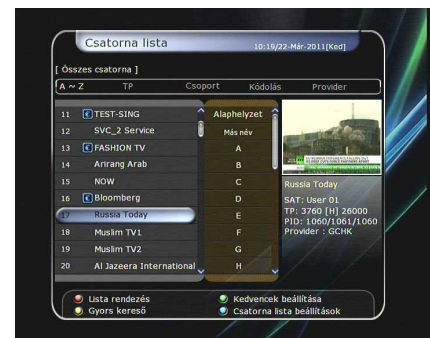 Csatorna lista
10:19/22-Már-2011[Ked]
[ Összes csatorna ]
A ~ Z TP Csoport Kódolás Provider
11 € TEST-SING
12 SVC_2 Service
13 € FASHION TV
14 Arirang Arab
15 NOW
16 € Bloomberg
17 Russia Today
18 Muslim TV1
19 Muslim TV2
20 Al Jazeera International
Alaphelyzet
Más név
A
B
C
D
E
F
G
H
Russia Today
SAT: User 01
TP: 3760 [H] 26000
PID: 1060/1061/1060
Provider : GCHK
Lista rendezés
Kedvencek beállítása
Gyors kereső
Csatorna lista beállítások